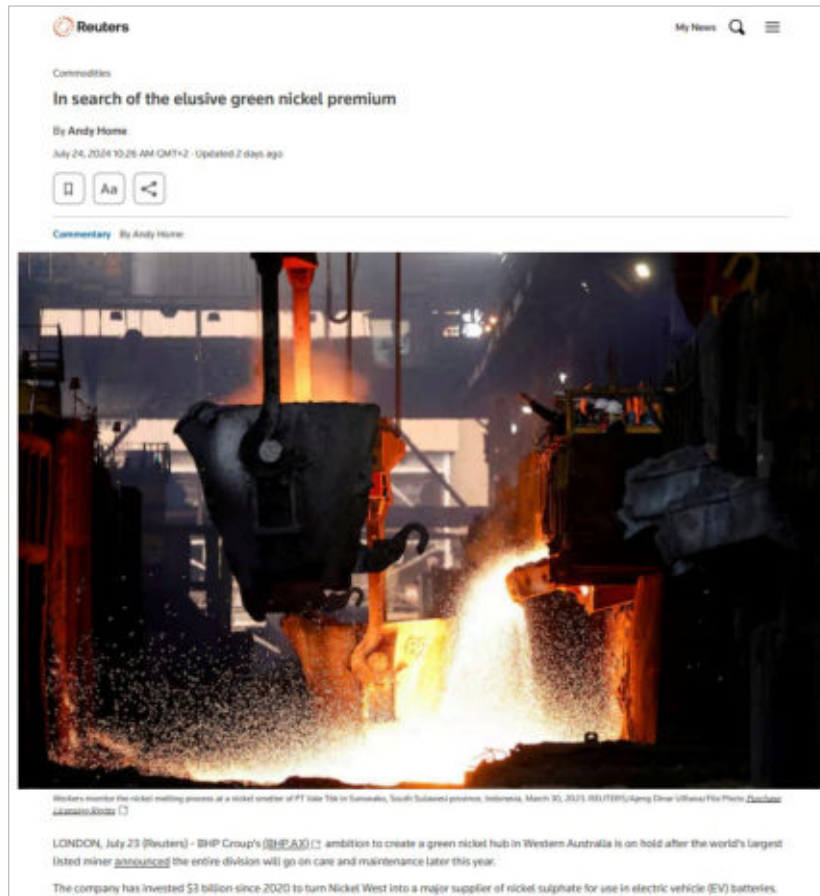 Reuters
My News
Commodities
In search of the elusive green nickel premium
By Andy Home
July 24, 2024 10:26 AM GMT+2 · Updated 2 days ago
Aa
Commentary By Andy Home
Workers monitor the nickel melting process at a nickel smelter of PT Vale Tbk in Sorowako, South Sulawesi province, Indonesia, March 30, 2023. REUTERS/Ajeng Dinar Ulfiana/File Photo Purchase
Licensing Rights
LONDON, July 23 (Reuters) - BHP Group's (BHP.AX) ambition to create a green nickel hub in Western Australia is on hold after the world's largest
listed miner announced the entire division will go on care and maintenance later this year.
The company has invested $3 billion since 2020 to turn Nickel West into a major supplier of nickel sulphate for use in electric vehicle (EV) batteries.